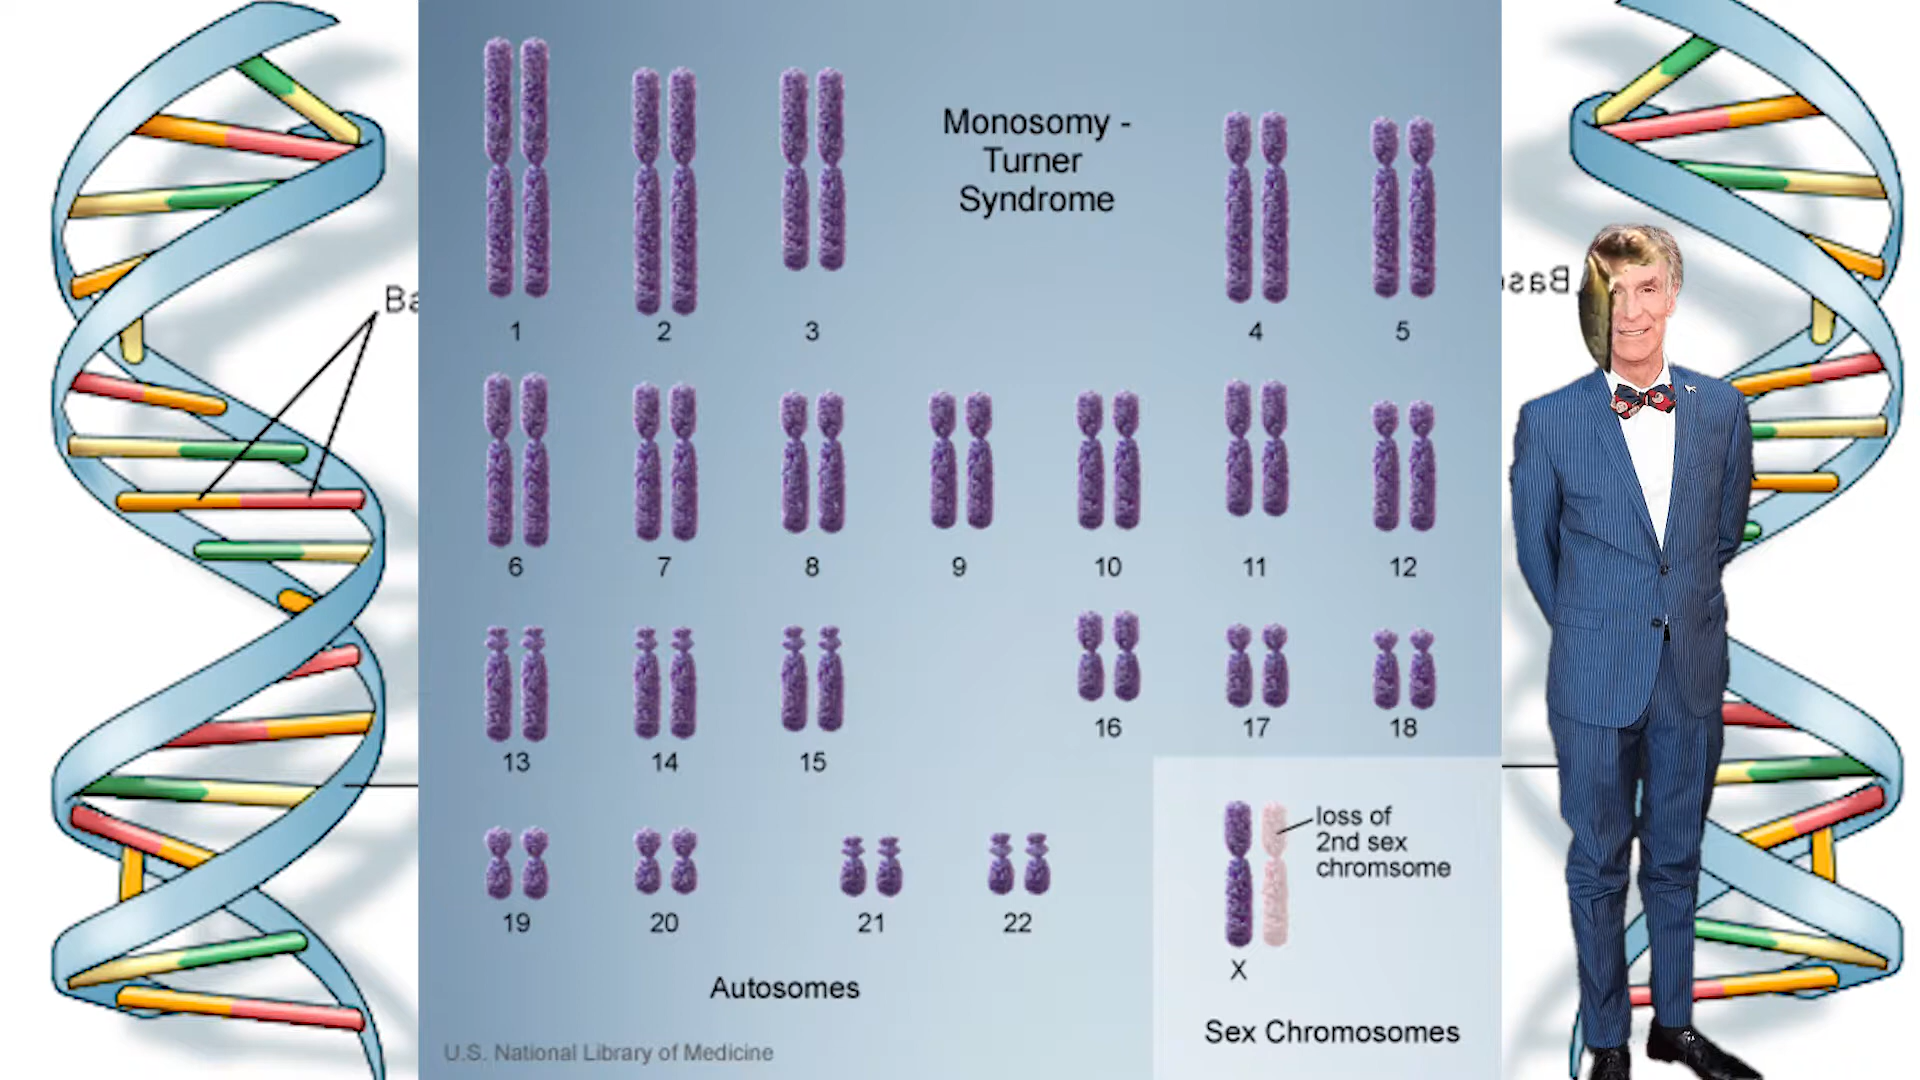 Monosomy -
Turner
Syndrome
1 2 3 4 5
6 7 8 9 10 11 12
13 14 15 16 17 18
19 20 21 22
loss of
2nd sex
chromsome
X
Autosomes
Sex Chromosomes
U.S. National Library of Medicine